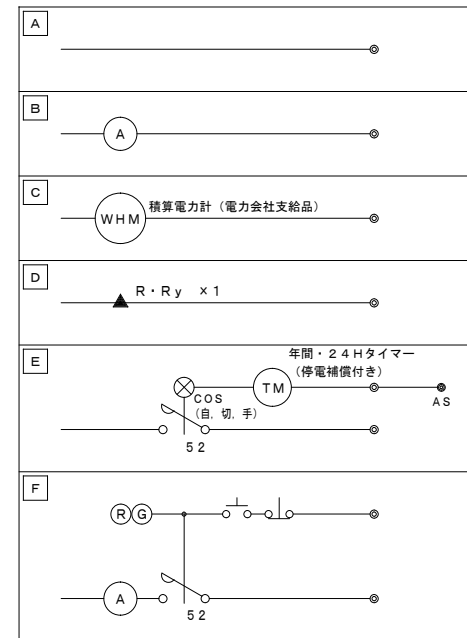 A
B
A
C
WHM
積算電力計（電力会社支給品）
D
R・Ry ×1
E
年間・24Hタイマー
（停電補償付き）
TM
COS
（自，切，手）
AS
52
F
R G
A
52